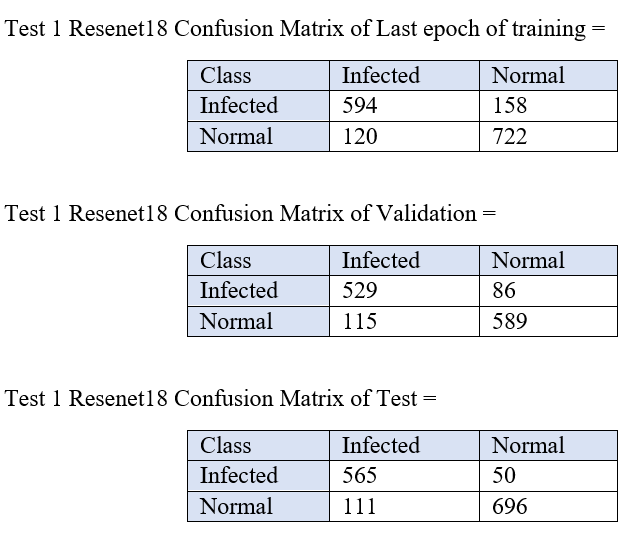 Test 1 Resenet18 Confusion Matrix of Last epoch of training =
Class Infected Normal
Infected 594 158
Normal 120 722
Test 1 Resenet18 Confusion Matrix of Validation =
Class Infected Normal
Infected 529 86
Normal 115 589
Test 1 Resenet18 Confusion Matrix of Test =
Class Infected Normal
Infected 565 50
Normal 111 696